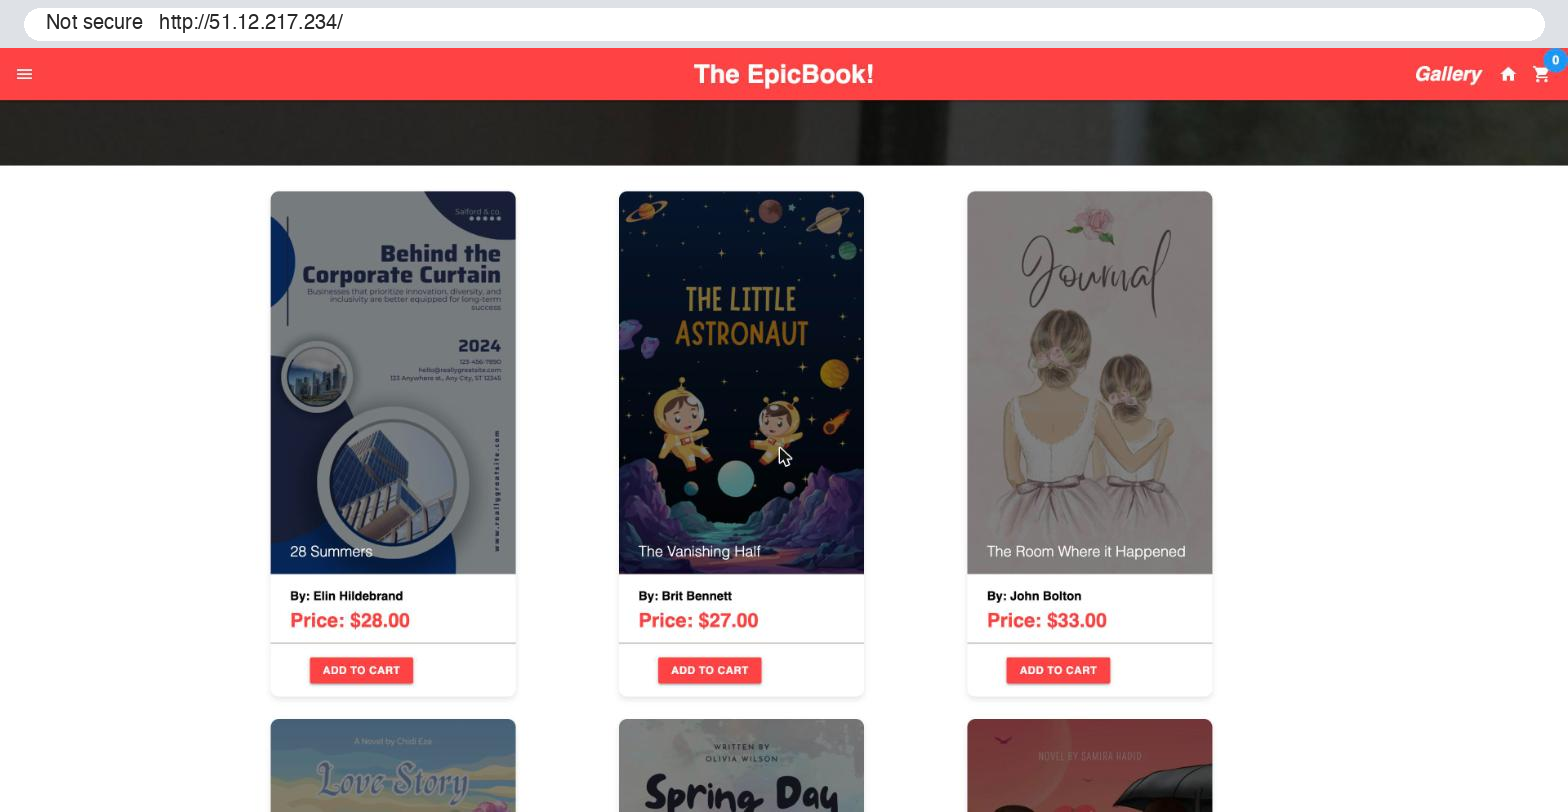 Not secure http://51.12.217.234/
The EpicBook!
Gallery
0
Salford & co.
Behind the
Corporate Curtain
Businesses that prioritize innovation, diversity, and
inclusivity are better equipped for long-term
success
2024
123-456-7890
hello@reallygreatsite.com
123 Anywhere st., Any City, ST 12345
www.reallygreatsite.com
28 Summers
By: Elin Hildebrand
Price: $28.00
ADD TO CART
THE LITTLE
ASTRONAUT
The Vanishing Half
By: Brit Bennett
Price: $27.00
ADD TO CART
Journal
The Room Where it Happened
By: John Bolton
Price: $33.00
ADD TO CART
A Novel by Chidi Eze
Love Story
WRITTEN BY
OLIVIA WILSON
Spring Day
NOVEL BY SAMIRA HADID